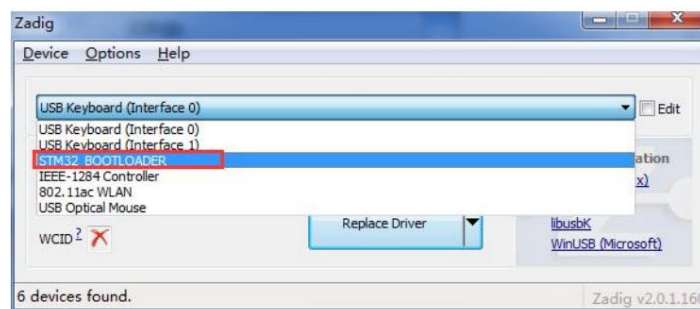 Zadig
Device Options Help
USB Keyboard (Interface 0)
Edit
USB Keyboard (Interface 0)
USB Keyboard (Interface 1)
STM32 BOOTLOADER
ation
IEEE-1284 Controller
x)
802.11ac WLAN
USB Optical Mouse
Replace Driver
libusbK
WCID ?
WinUSB (Microsoft)
6 devices found.
Zadig v2.0.1.160